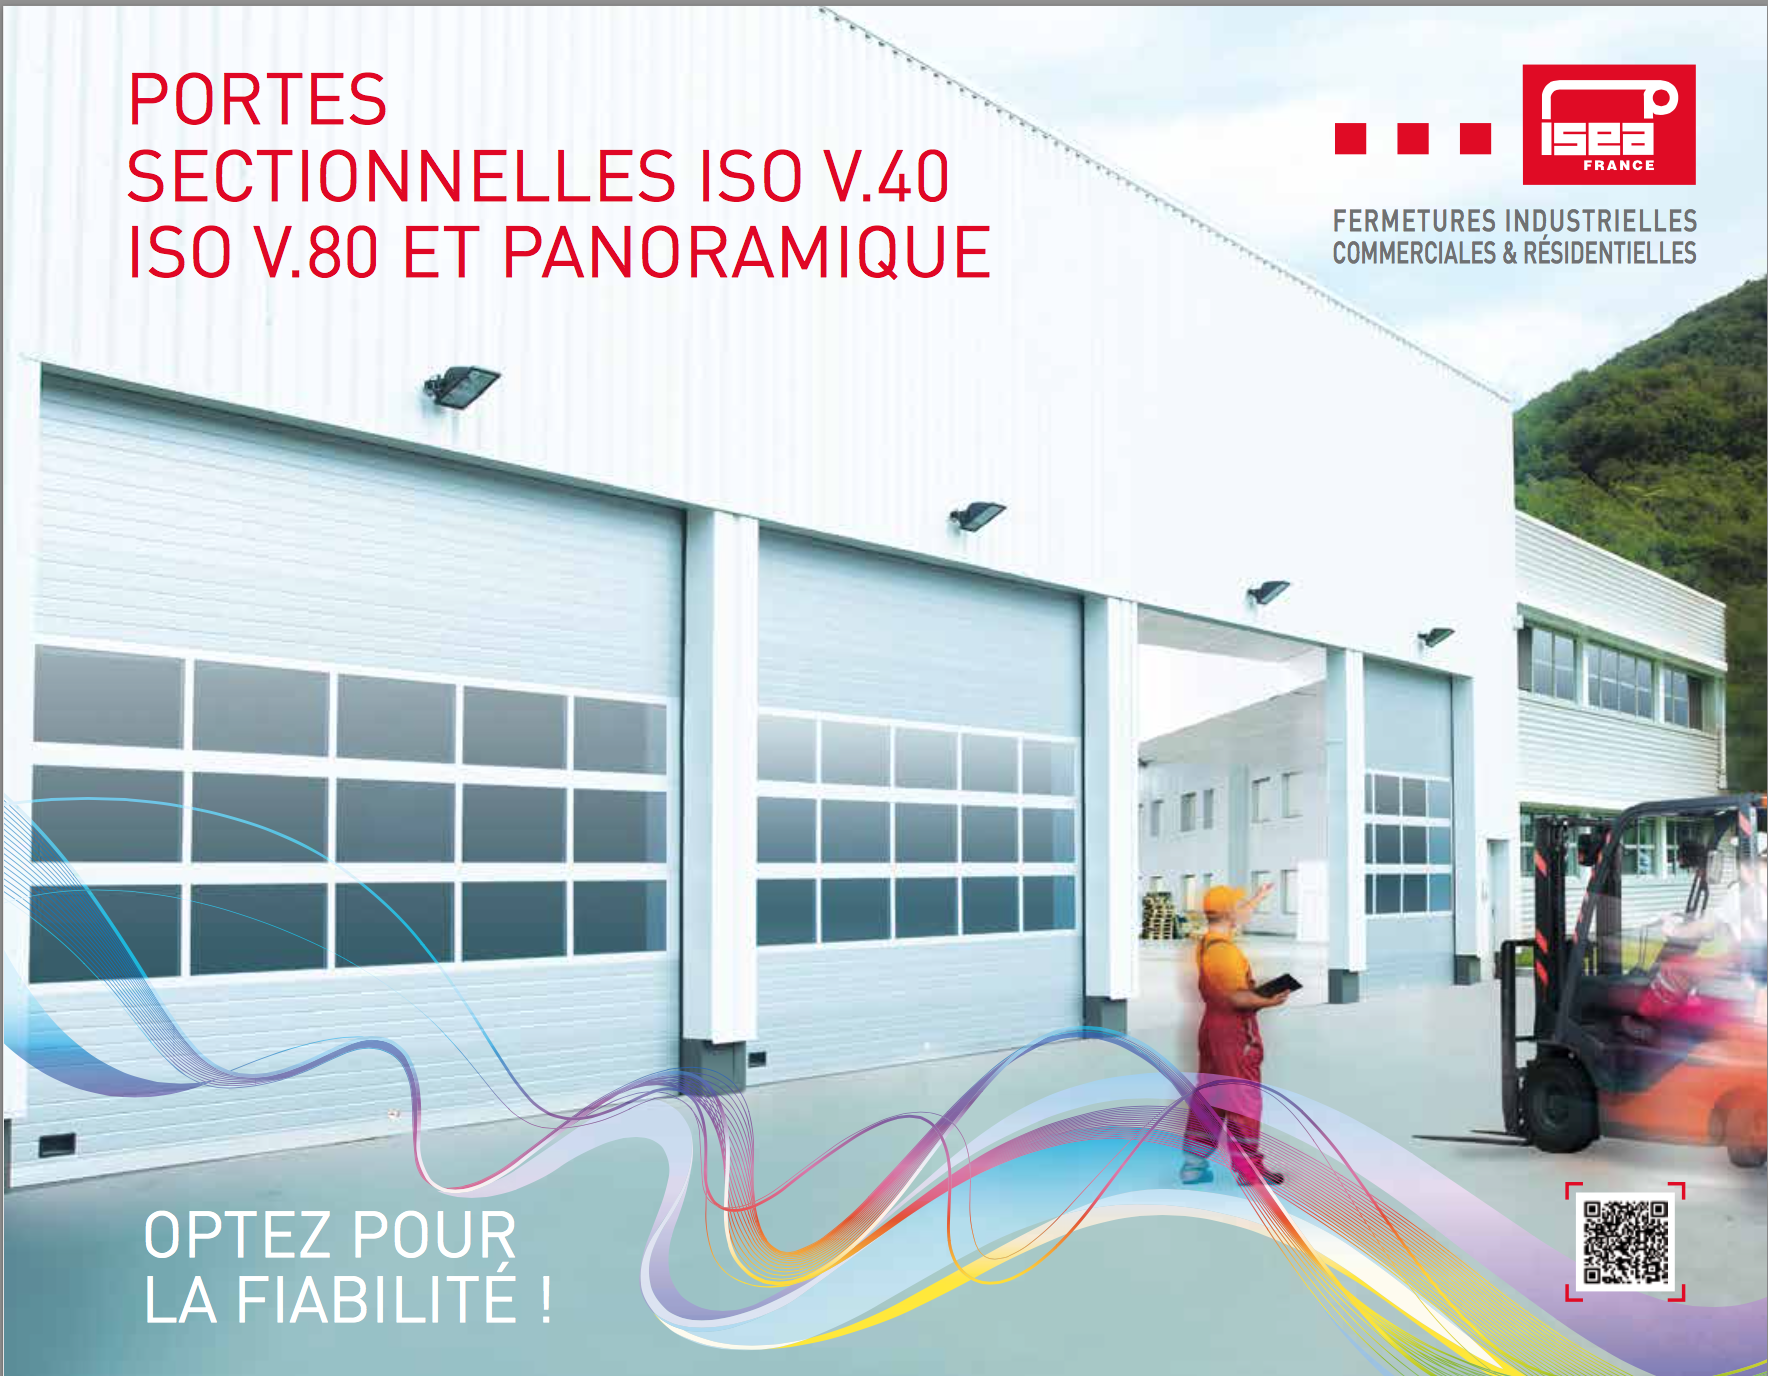 PORTES
SECTIONNELLES ISO V.40
ISO V.80 ET PANORAMIQUE
isea
FRANCE
FERMETURES INDUSTRIELLES
COMMERCIALES & RÉSIDENTIELLES
OPTEZ POUR
LA FIABILITÉ !